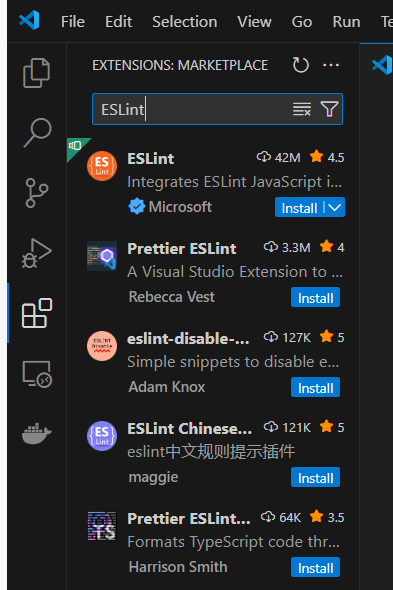 File Edit Selection View Go Run Te
EXTENSIONS: MARKETPLACE
ESLint
ESLint 42M 4.5
Integrates ESLint JavaScript i...
Microsoft Install
Prettier ESLint 3.3M 4
A Visual Studio Extension to ...
Rebecca Vest Install
eslint-disable-... 127K 5
Simple snippets to disable e...
Adam Knox Install
ESLint Chinese... 121K 5
eslint中文规则提示插件
maggie Install
Prettier ESLint... 64K 3.5
Formats TypeScript code thr...
Harrison Smith Install